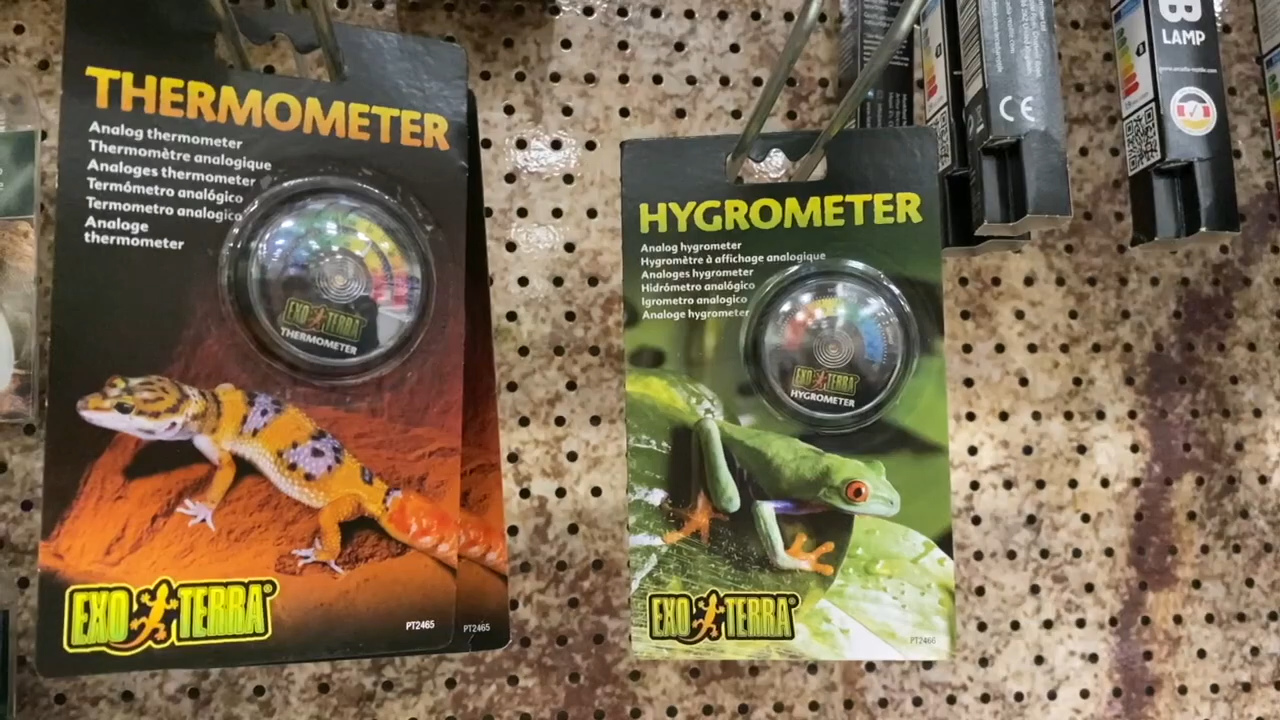 THERMOMETER
Analog thermometer
Thermomètre analogique
Analoges thermometer
Termómetro analógico
Termometro analogico
Analoge
thermometer
EXO TERRA
THERMOMETER
EXO TERRA®
PT2465
PT2465
HYGROMETER
Analog hygrometer
Hygromètre à affichage analogique
Analoges hygrometer
Hidrómetro analógico
Igrometro analogico
Analoge hygrometer
EXO TERRA
HYGROMETER
EXO TERRA®
PT2466
CE
B
LAMP